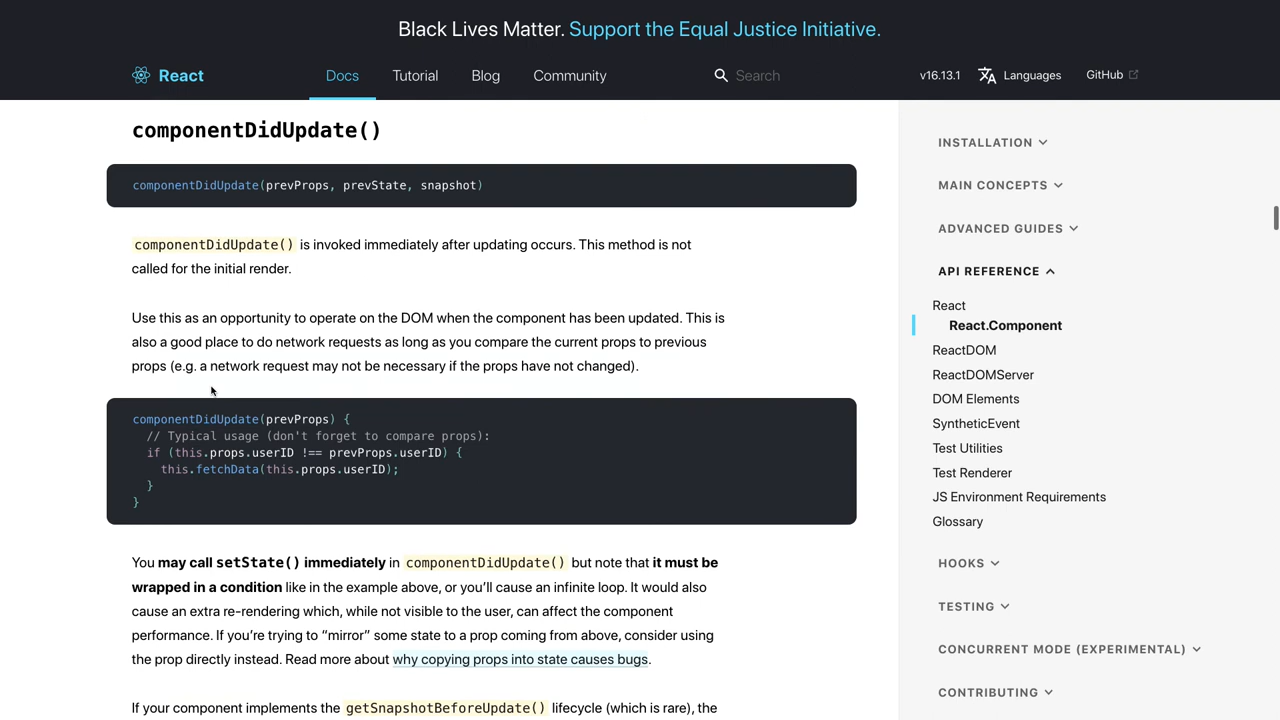 Black Lives Matter. Support the Equal Justice Initiative.
React
Docs
Tutorial
Blog
Community
Search
v16.13.1
Languages
GitHub
componentDidUpdate()
componentDidUpdate(prevProps, prevState, snapshot)
componentDidUpdate() is invoked immediately after updating occurs. This method is not
called for the initial render.
Use this as an opportunity to operate on the DOM when the component has been updated. This is
also a good place to do network requests as long as you compare the current props to previous
props (e.g. a network request may not be necessary if the props have not changed).
componentDidUpdate(prevProps) {
  // Typical usage (don't forget to compare props):
  if (this.props.userID !== prevProps.userID) {
    this.fetchData(this.props.userID);
  }
}
You may call setState() immediately in componentDidUpdate() but note that it must be
wrapped in a condition like in the example above, or you’ll cause an infinite loop. It would also
cause an extra re-rendering which, while not visible to the user, can affect the component
performance. If you’re trying to “mirror” some state to a prop coming from above, consider using
the prop directly instead. Read more about why copying props into state causes bugs.
If your component implements the getSnapshotBeforeUpdate() lifecycle (which is rare), the
INSTALLATION
MAIN CONCEPTS
ADVANCED GUIDES
API REFERENCE
React
React.Component
ReactDOM
ReactDOMServer
DOM Elements
SyntheticEvent
Test Utilities
Test Renderer
JS Environment Requirements
Glossary
HOOKS
TESTING
CONCURRENT MODE (EXPERIMENTAL)
CONTRIBUTING